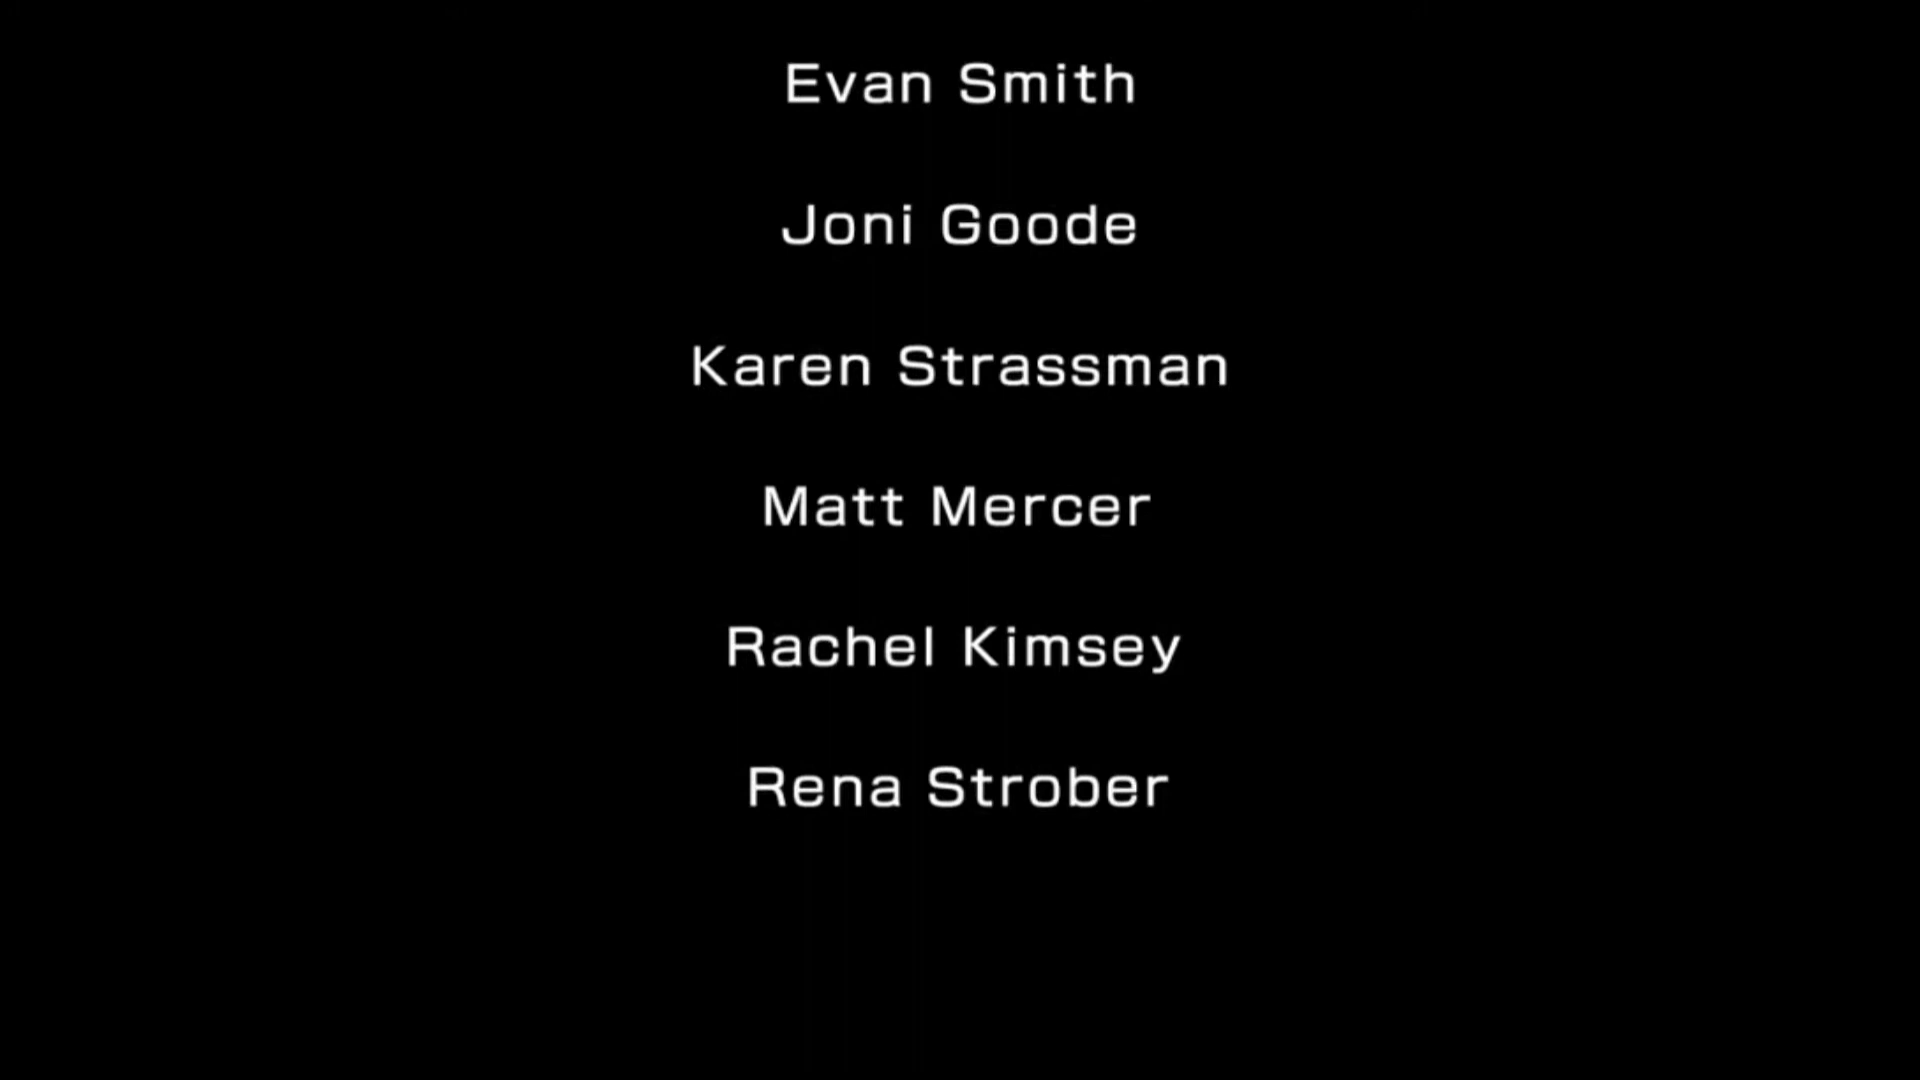 Evan Smith
Joni Goode
Karen Strassman
Matt Mercer
Rachel Kimsey
Rena Strober